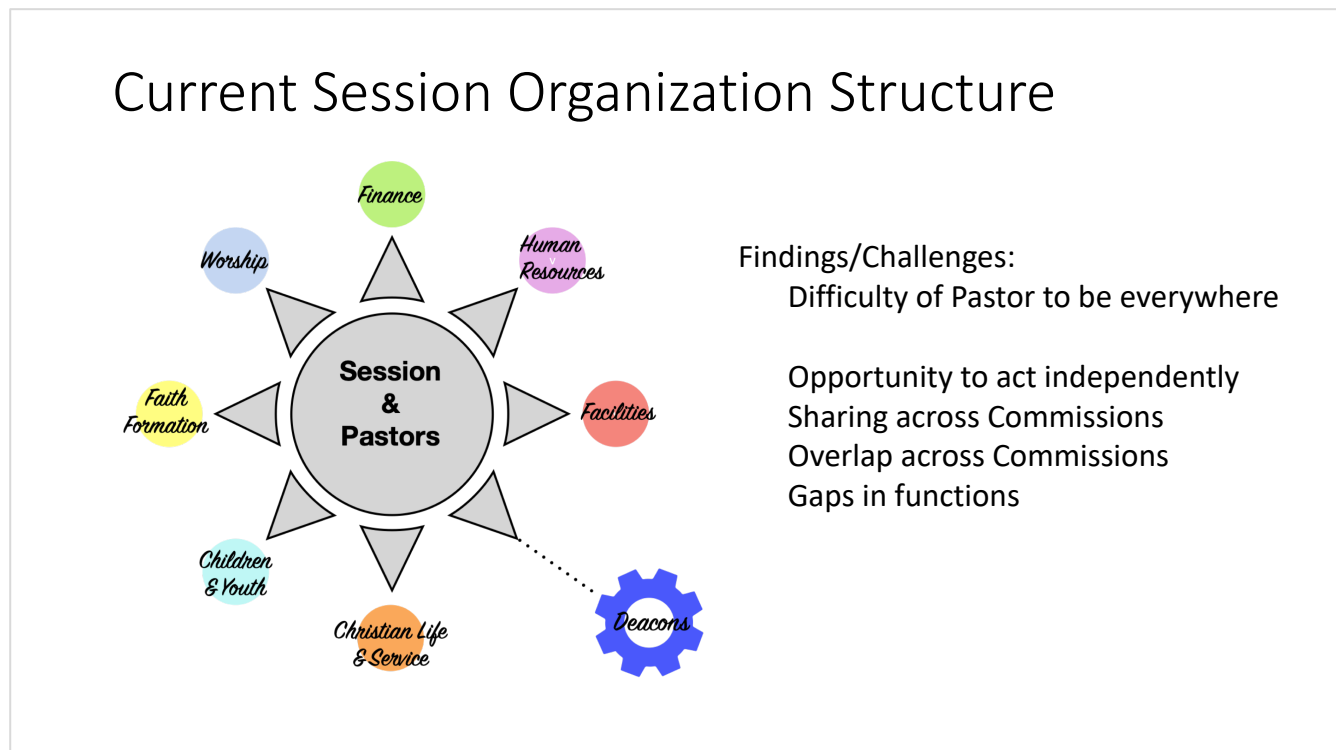 Current Session Organization Structure
Finance
Worship
Human
v
Resources
Session
&
Pastors
Faith
Formation
Facilities
Children
& Youth
Christian Life
& Service
Deacons
Findings/Challenges:
Difficulty of Pastor to be everywhere
Opportunity to act independently
Sharing across Commissions
Overlap across Commissions
Gaps in functions